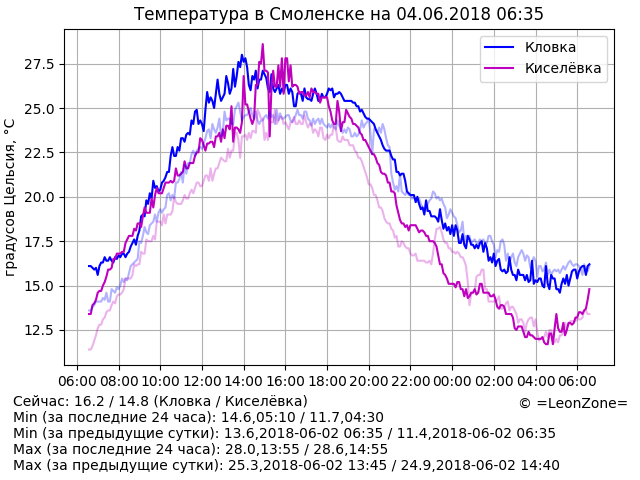 Температура в Смоленске на 04.06.2018 06:35
Кловка
Киселёвка
градусов Цельсия, °C
27.5
25.0
22.5
20.0
17.5
15.0
12.5
06:00 08:00 10:00 12:00 14:00 16:00 18:00 20:00 22:00 00:00 02:00 04:00 06:00
Сейчас: 16.2 / 14.8 (Кловка / Киселёвка)
© =LeonZone=
Min (за последние 24 часа): 14.6,05:10 / 11.7,04:30
Min (за предыдущие сутки): 13.6,2018-06-02 06:35 / 11.4,2018-06-02 06:35
Max (за последние 24 часа): 28.0,13:55 / 28.6,14:55
Max (за предыдущие сутки): 25.3,2018-06-02 13:45 / 24.9,2018-06-02 14:40